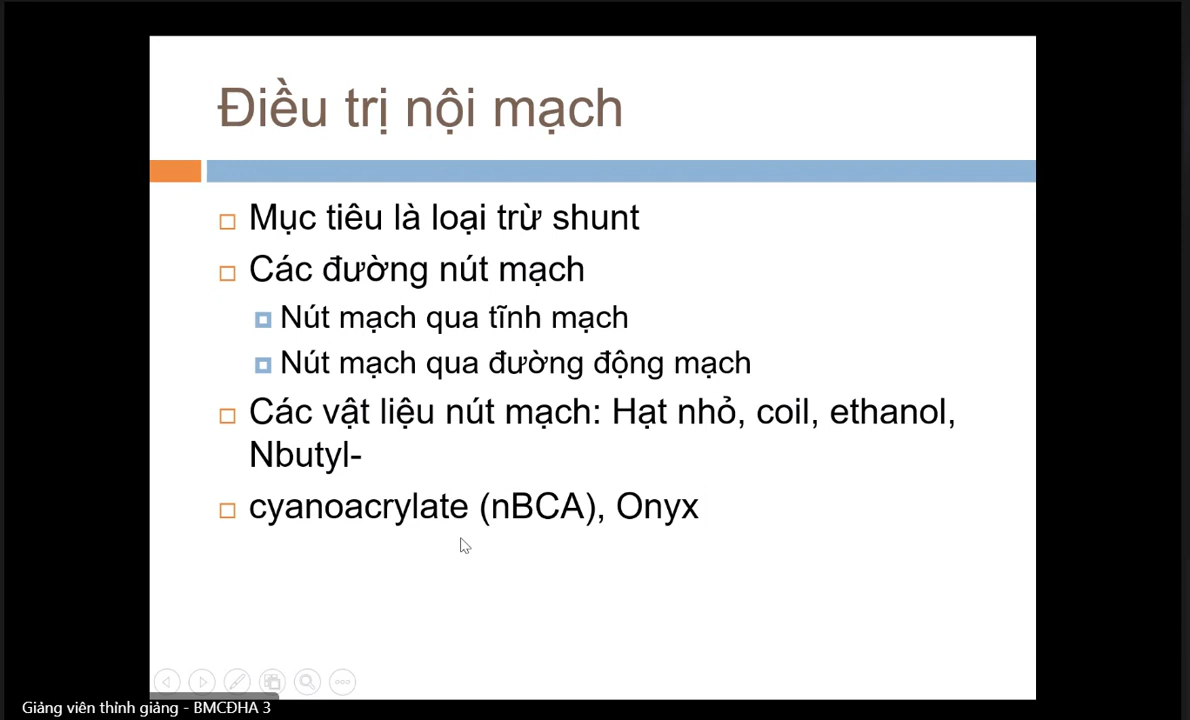 Điều trị nội mạch
Mục tiêu là loại trừ shunt
Các đường nút mạch
Nút mạch qua tĩnh mạch
Nút mạch qua đường động mạch
Các vật liệu nút mạch: Hạt nhỏ, coil, ethanol,
Nbutyl-
cyanoacrylate (nBCA), Onyx
Giảng viên thỉnh giảng - BMCĐHA 3